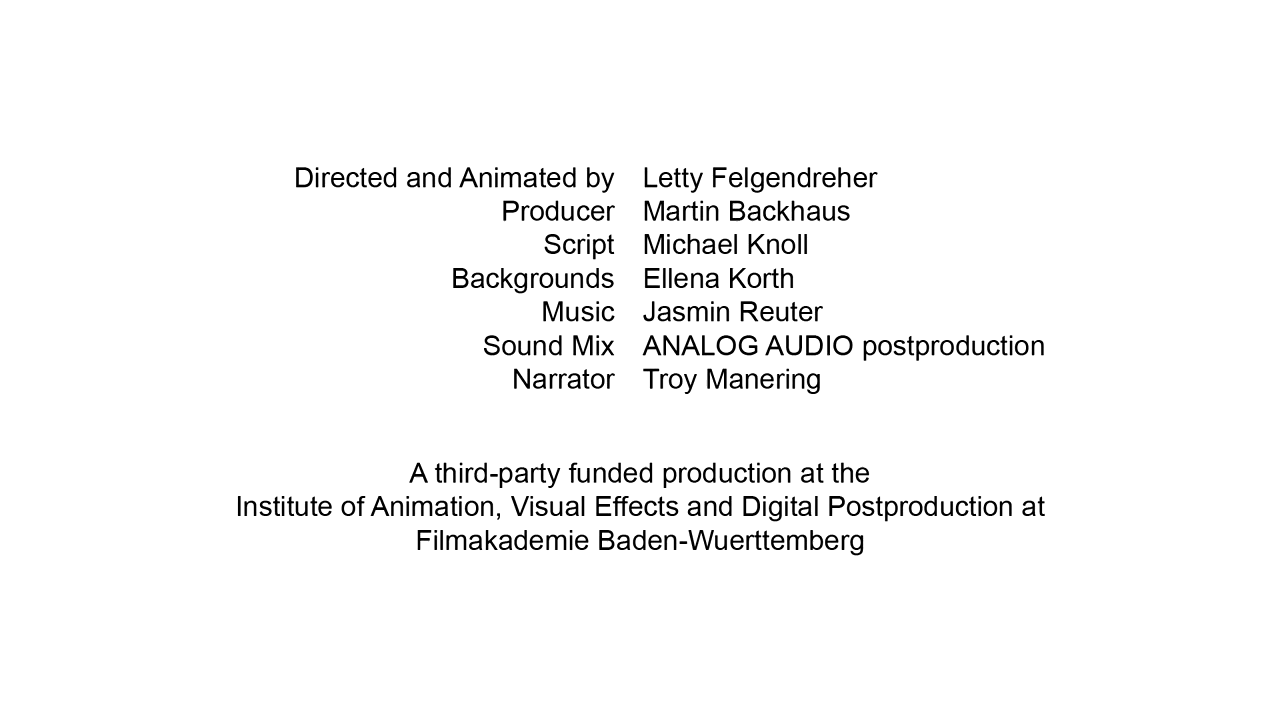 Directed and Animated by Letty Felgendreher
Producer Martin Backhaus
Script Michael Knoll
Backgrounds Ellena Korth
Music Jasmin Reuter
Sound Mix ANALOG AUDIO postproduction
Narrator Troy Manering
A third-party funded production at the
Institute of Animation, Visual Effects and Digital Postproduction at
Filmakademie Baden-Wuerttemberg